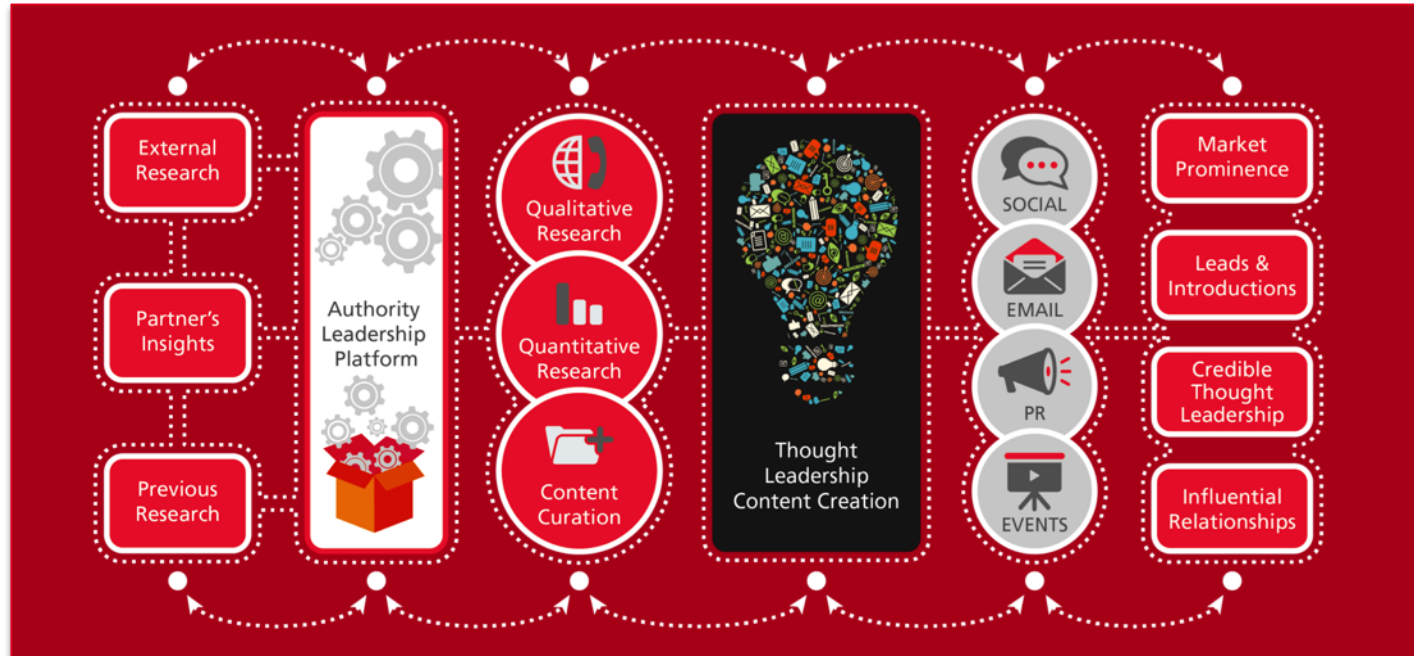 External
Research
Partner's
Insights
Previous
Research
Authority
Leadership
Platform
Qualitative
Research
Quantitative
Research
Content
Curation
Thought
Leadership
Content Creation
SOCIAL
EMAIL
PR
EVENTS
Market
Prominence
Leads &
Introductions
Credible
Thought
Leadership
Influential
Relationships